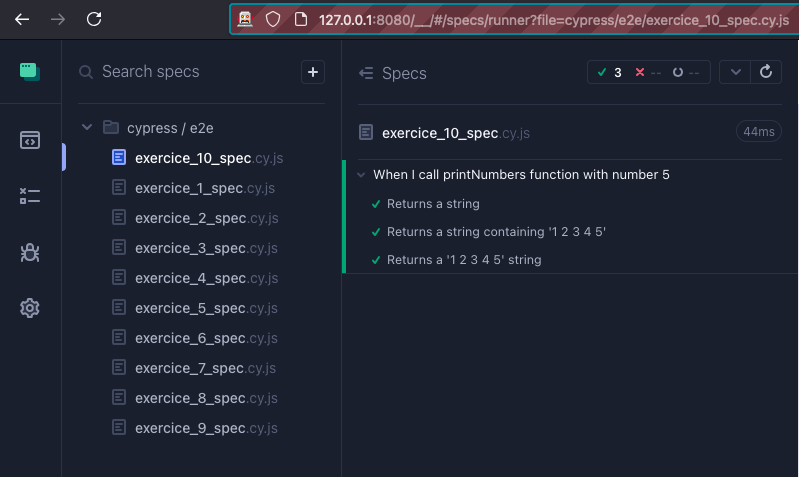 127.0.0.1:8080/__/#/specs/runner?file=cypress/e2e/exercice_10_spec.cy.js
Search specs
+
cypress / e2e
exercice_10_spec.cy.js
exercice_1_spec.cy.js
exercice_2_spec.cy.js
exercice_3_spec.cy.js
exercice_4_spec.cy.js
exercice_5_spec.cy.js
exercice_6_spec.cy.js
exercice_7_spec.cy.js
exercice_8_spec.cy.js
exercice_9_spec.cy.js
Specs
3 -- --
exercice_10_spec.cy.js 44ms
When I call printNumbers function with number 5
Returns a string
Returns a string containing '1 2 3 4 5'
Returns a '1 2 3 4 5' string